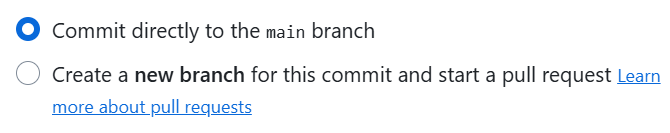 Commit directly to the main branch
Create a new branch for this commit and start a pull request Learn
more about pull requests